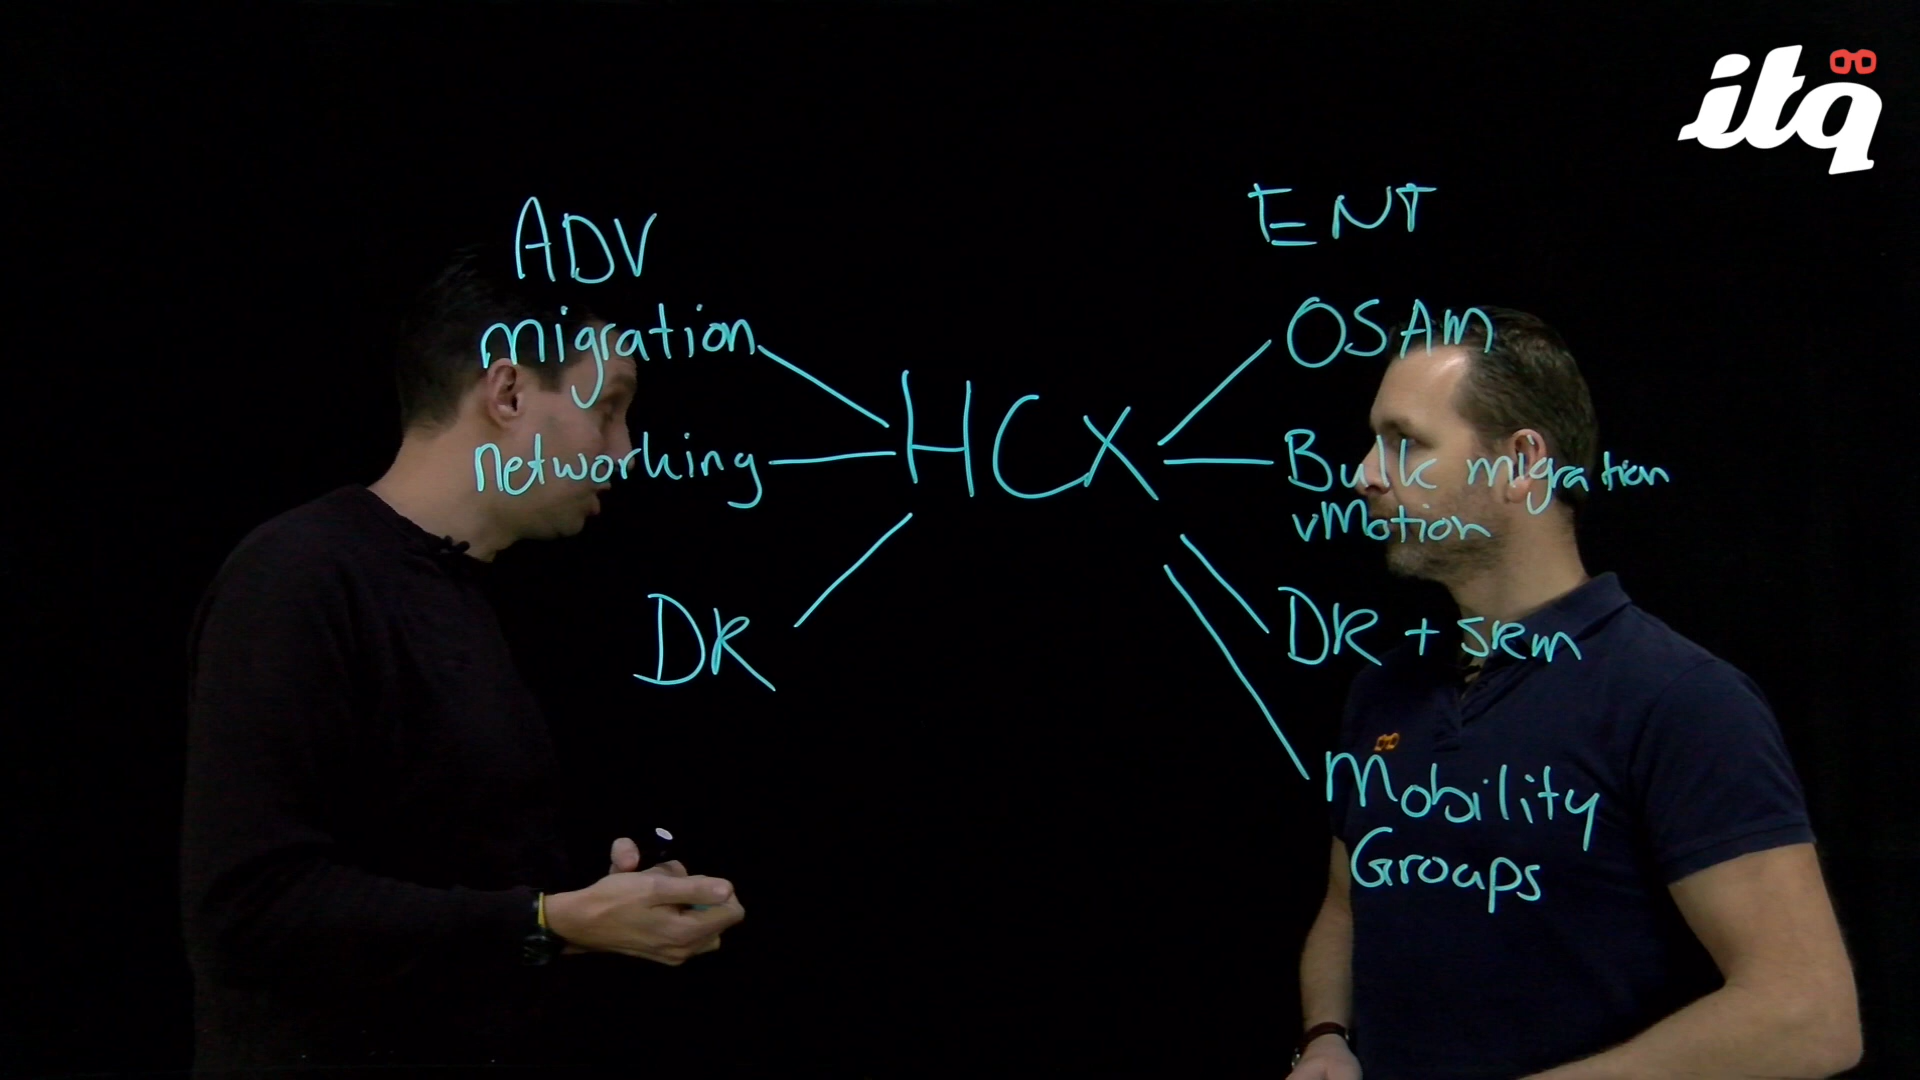 itq
ADV
migration
networking
DR
HCX
ENT
OSAM
Bulk migration
vMotion
DR + SRM
Mobility
Groups